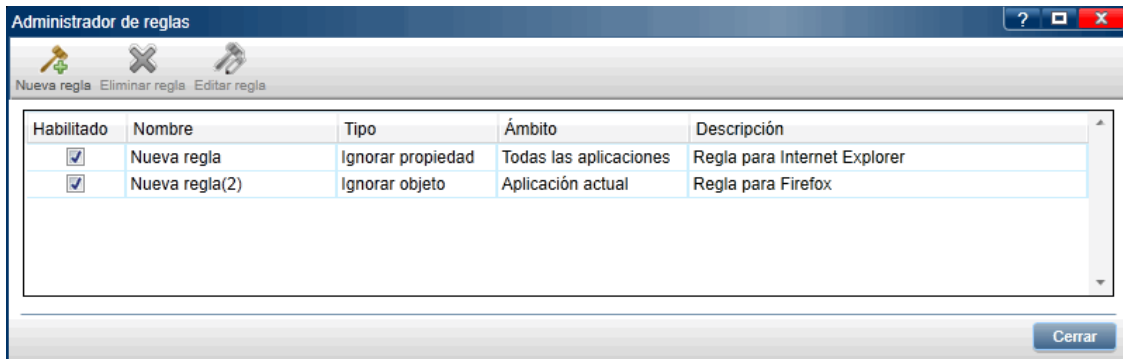 Administrador de reglas
?
X
Nueva regla Eliminar regla Editar regla
Habilitado Nombre Tipo Ámbito Descripción
Nueva regla Ignorar propiedad Todas las aplicaciones Regla para Internet Explorer
Nueva regla(2) Ignorar objeto Aplicación actual Regla para Firefox
Cerrar